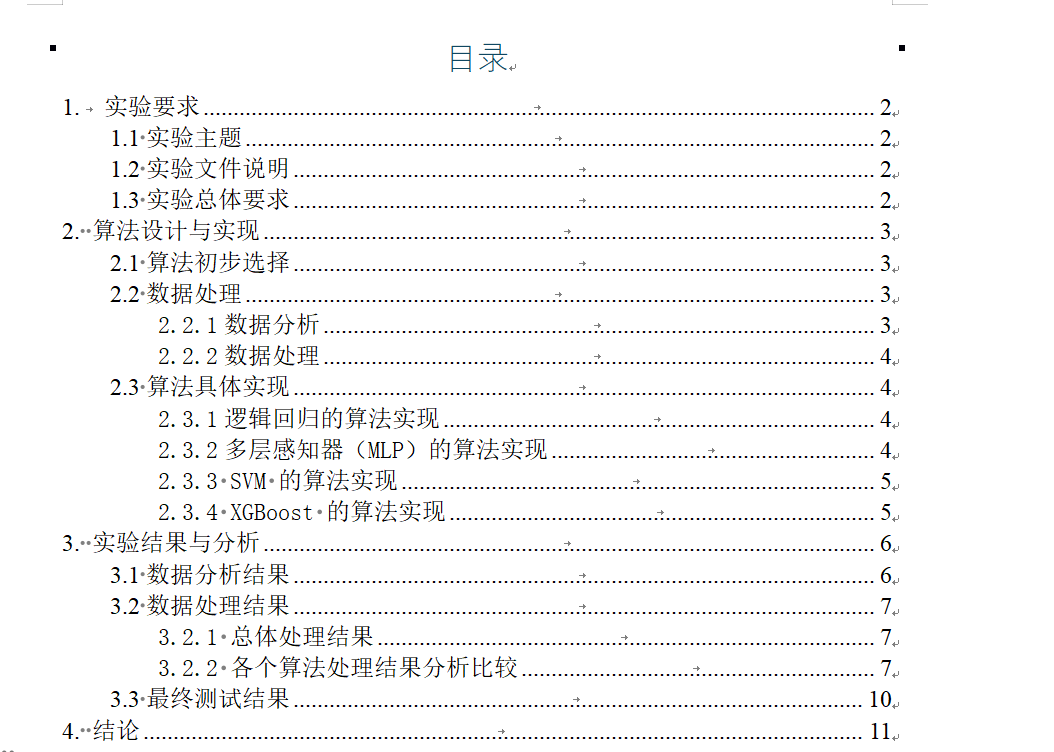 目录
1. 实验要求 2
1.1 实验主题 2
1.2 实验文件说明 2
1.3 实验总体要求 2
2. 算法设计与实现 3
2.1 算法初步选择 3
2.2 数据处理 3
2.2.1 数据分析 3
2.2.2 数据处理 4
2.3 算法具体实现 4
2.3.1 逻辑回归的算法实现 4
2.3.2 多层感知器（MLP）的算法实现 4
2.3.3 SVM 的算法实现 5
2.3.4 XGBoost 的算法实现 5
3. 实验结果与分析 6
3.1 数据分析结果 6
3.2 数据处理结果 7
3.2.1 总体处理结果 7
3.2.2 各个算法处理结果分析比较 7
3.3 最终测试结果 10
4. 结论 11